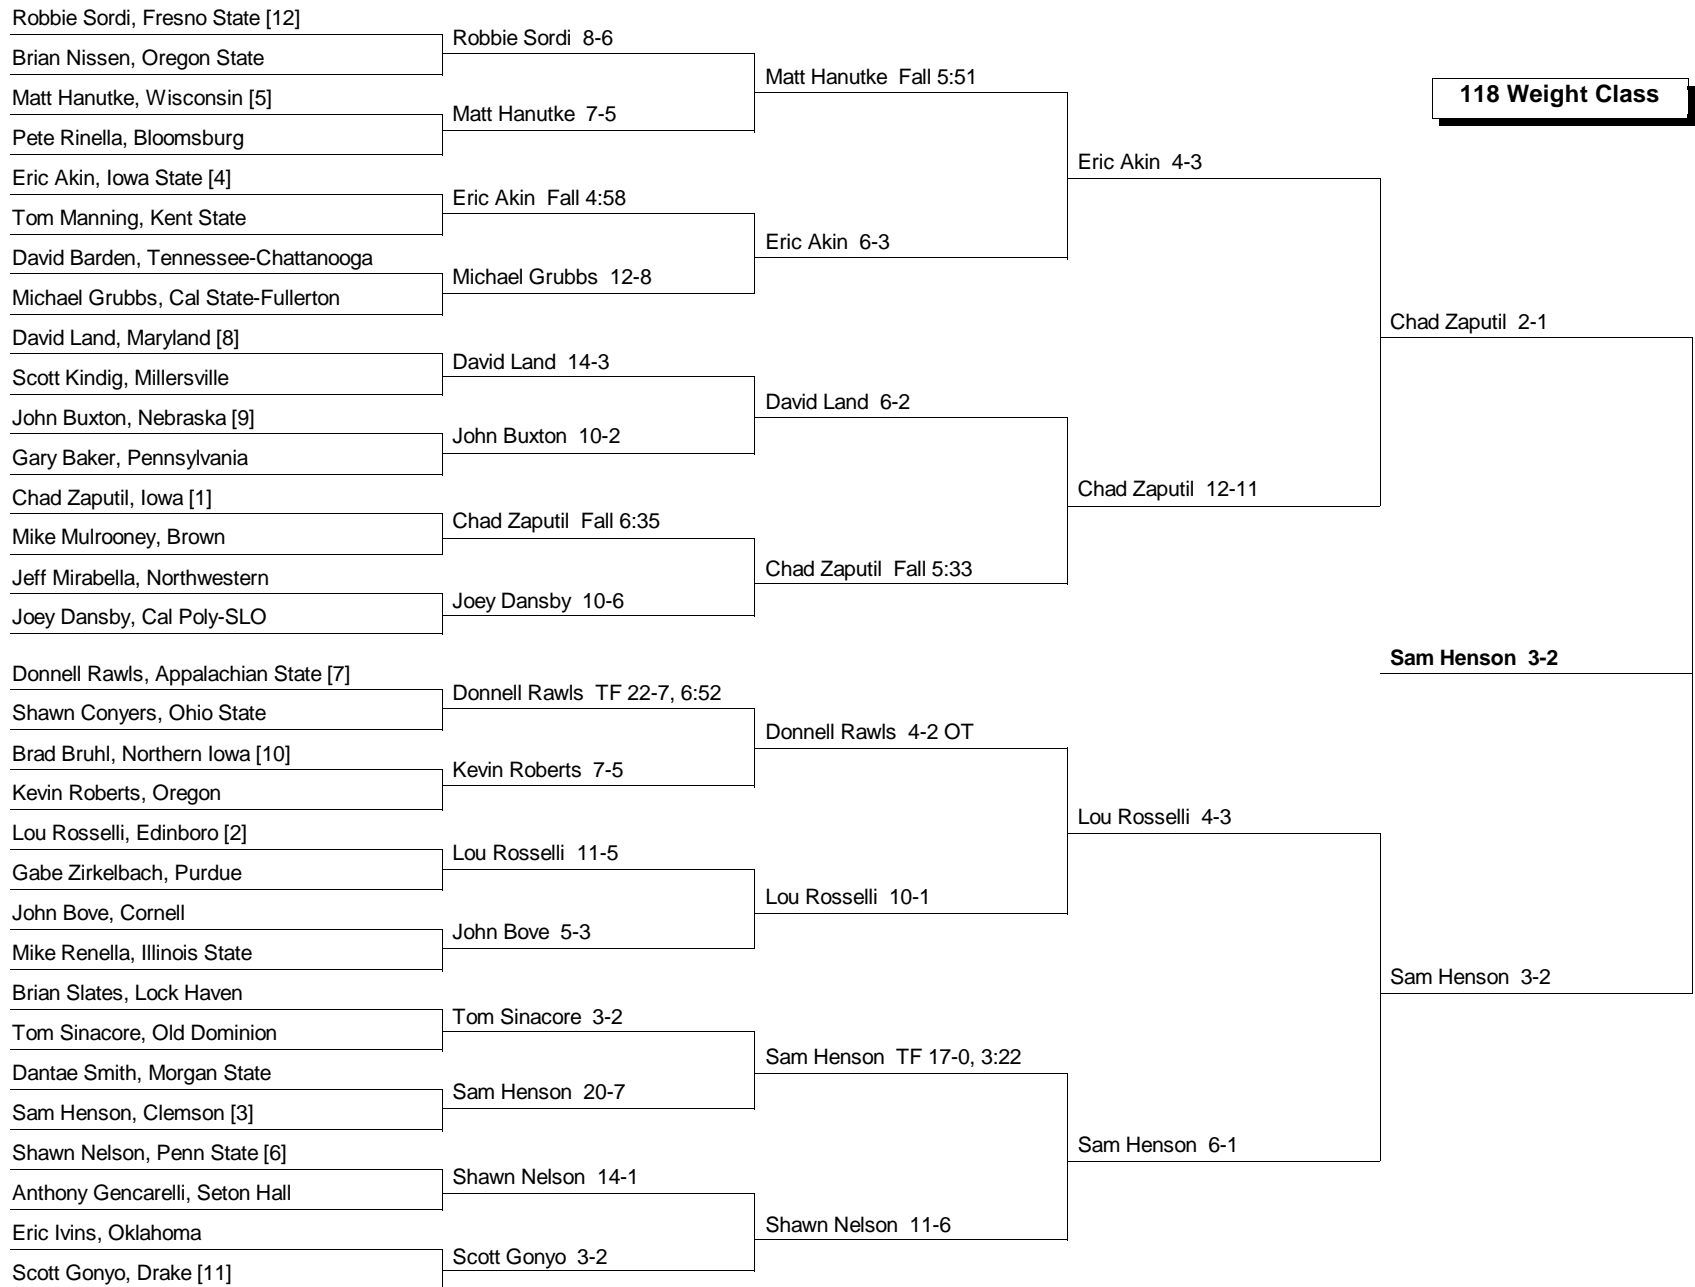 Robbie Sordi, Fresno State [12]
Brian Nissen, Oregon State
Matt Hanutke, Wisconsin [5]
Pete Rinella, Bloomsburg
Eric Akin, Iowa State [4]
Tom Manning, Kent State
David Barden, Tennessee-Chattanooga
Michael Grubbs, Cal State-Fullerton
David Land, Maryland [8]
Scott Kindig, Millersville
John Buxton, Nebraska [9]
Gary Baker, Pennsylvania
Chad Zaputil, Iowa [1]
Mike Mulrooney, Brown
Jeff Mirabella, Northwestern
Joey Dansby, Cal Poly-SLO
Donnell Rawls, Appalachian State [7]
Shawn Conyers, Ohio State
Brad Bruhl, Northern Iowa [10]
Kevin Roberts, Oregon
Lou Rosselli, Edinboro [2]
Gabe Zirkelbach, Purdue
John Bove, Cornell
Mike Renella, Illinois State
Brian Slates, Lock Haven
Tom Sinacore, Old Dominion
Dantae Smith, Morgan State
Sam Henson, Clemson [3]
Shawn Nelson, Penn State [6]
Anthony Gencarelli, Seton Hall
Eric Ivins, Oklahoma
Scott Gonyo, Drake [11]
Robbie Sordi 8-6
Matt Hanutke 7-5
Eric Akin Fall 4:58
Michael Grubbs 12-8
David Land 14-3
John Buxton 10-2
Chad Zaputil Fall 6:35
Joey Dansby 10-6
Donnell Rawls TF 22-7, 6:52
Kevin Roberts 7-5
Lou Rosselli 11-5
John Bove 5-3
Tom Sinacore 3-2
Sam Henson 20-7
Shawn Nelson 14-1
Scott Gonyo 3-2
Matt Hanutke Fall 5:51
Eric Akin 6-3
David Land 6-2
Chad Zaputil Fall 5:33
Donnell Rawls 4-2 OT
Lou Rosselli 10-1
Sam Henson TF 17-0, 3:22
Shawn Nelson 11-6
Eric Akin 4-3
Chad Zaputil 12-11
Lou Rosselli 4-3
Sam Henson 6-1
Chad Zaputil 2-1
Sam Henson 3-2
Sam Henson 3-2
118 Weight Class